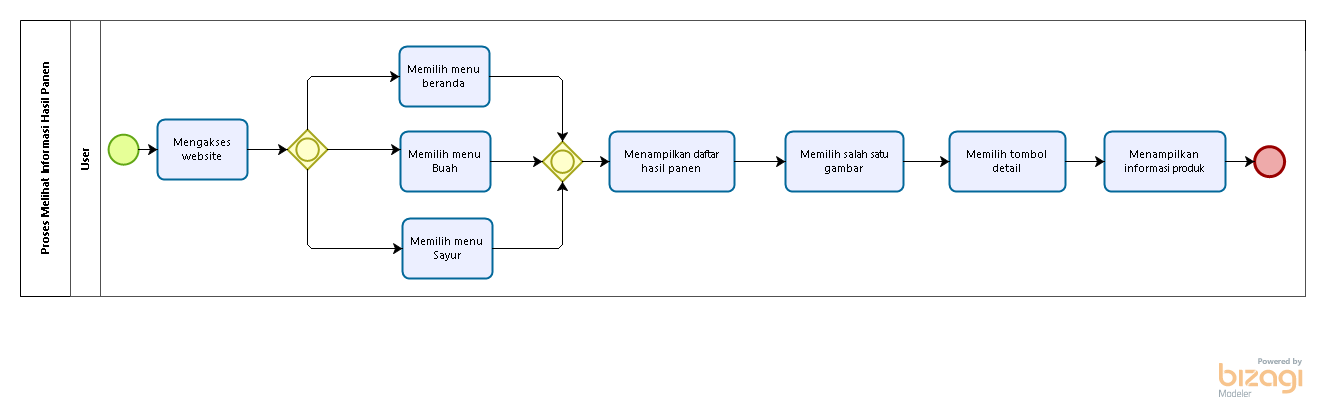 Proses Melihat Informasi Hasil Panen
User
Mengakses
website
Memilih menu
beranda
Memilih menu
Buah
Memilih menu
Sayur
Menampilkan daftar
hasil panen
Memilih salah satu
gambar
Memilih tombol
detail
Menampilkan
informasi produk
Powered by
bizagi
Modeler